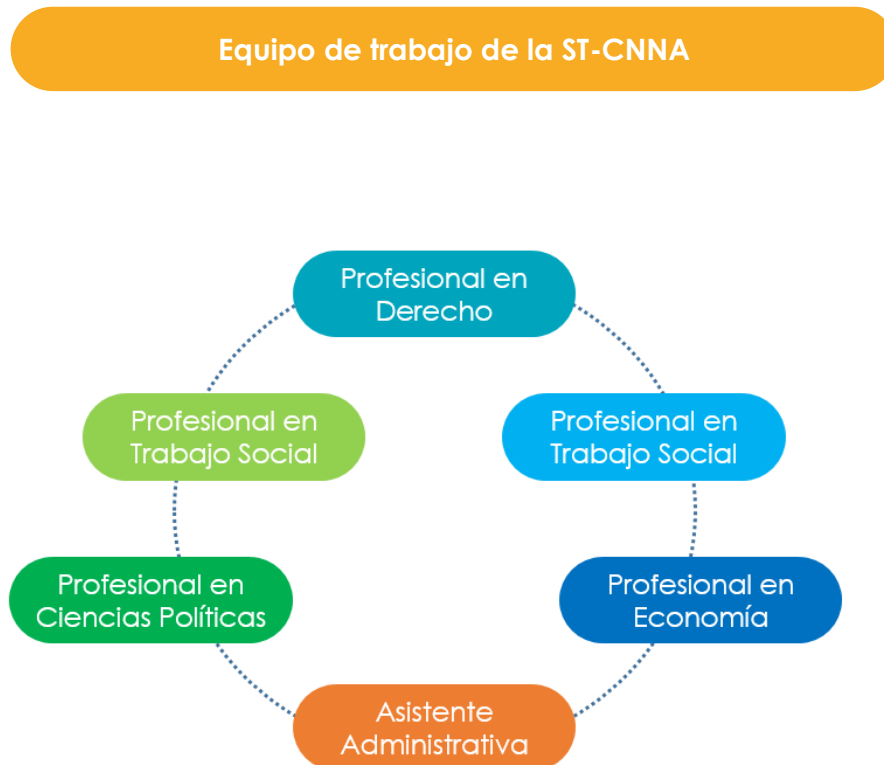 Equipo de trabajo de la ST-CNNA
Profesional en
Derecho
Profesional en
Trabajo Social
Profesional en
Trabajo Social
Profesional en
Ciencias Políticas
Profesional en
Economía
Asistente
Administrativa